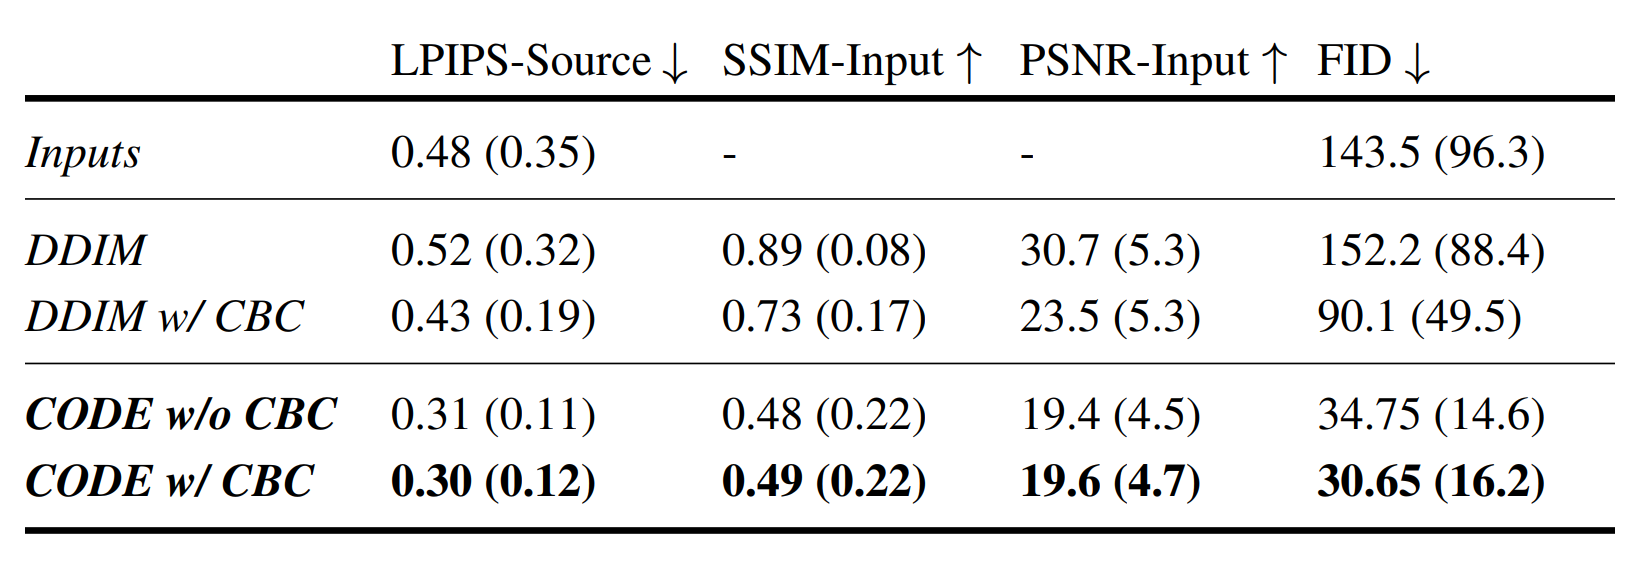 LPIPS-Source ↓ SSIM-Input ↑ PSNR-Input ↑ FID ↓
Inputs 0.48 (0.35) - - 143.5 (96.3)
DDIM 0.52 (0.32) 0.89 (0.08) 30.7 (5.3) 152.2 (88.4)
DDIM w/ CBC 0.43 (0.19) 0.73 (0.17) 23.5 (5.3) 90.1 (49.5)
CODE w/o CBC 0.31 (0.11) 0.48 (0.22) 19.4 (4.5) 34.75 (14.6)
CODE w/ CBC 0.30 (0.12) 0.49 (0.22) 19.6 (4.7) 30.65 (16.2)